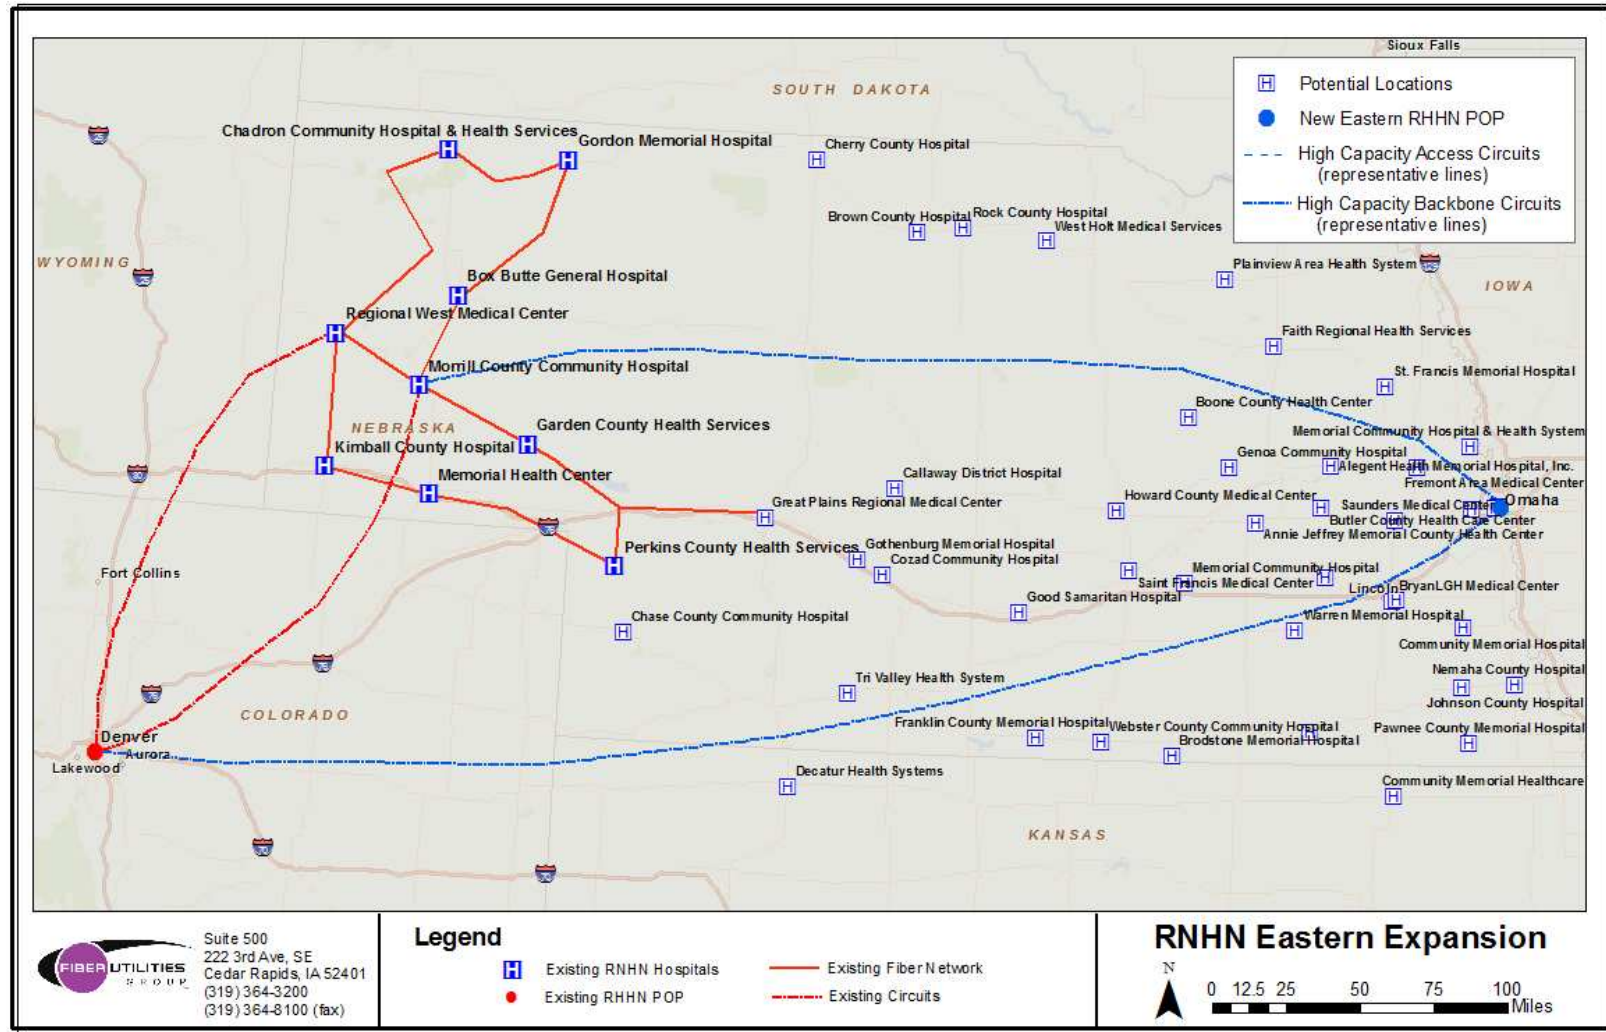 Sioux Falls
SOUTH DAKOTA
Potential Locations
New Eastern RHHN POP
High Capacity Access Circuits
(representative lines)
High Capacity Backbone Circuits
(representative lines)
Chadron Community Hospital & Health Services
Gordon Memorial Hospital
Cherry County Hospital
Brown County Hospital
Rock County Hospital
West Holt Medical Services
WYOMING
Plainview Area Health System
IOWA
Box Butte General Hospital
Regional West Medical Center
Faith Regional Health Services
Morrill County Community Hospital
St. Francis Memorial Hospital
Boone County Health Center
NEBRASKA
Garden County Health Services
Memorial Community Hospital & Health System
Kimball County Hospital
Genoa Community Hospital
Alegent Health Memorial Hospital, Inc.
Memorial Health Center
Callaway District Hospital
Fremont Area Medical Center
Great Plains Regional Medical Center
Howard County Medical Center
Saunders Medical Center
Omaha
Butler County Health Care Center
Annie Jeffrey Memorial County Health Center
Perkins County Health Services
Gothenburg Memorial Hospital
Cozad Community Hospital
Fort Collins
Memorial Community Hospital
Saint Francis Medical Center
Lincoln
BryanLGH Medical Center
Good Samaritan Hospital
Chase County Community Hospital
Warren Memorial Hospital
Community Memorial Hospital
Nemaha County Hospital
Tri Valley Health System
Johnson County Hospital
COLORADO
Franklin County Memorial Hospital
Webster County Community Hospital
Pawnee County Memorial Hospital
Brodstone Memorial Hospital
Denver
Aurora
Lakewood
Decatur Health Systems
Community Memorial Healthcare
KANSAS
FIBER UTILITIES
GROUP
Suite 500
222 3rd Ave, SE
Cedar Rapids, IA 52401
(319) 364-3200
(319) 364-8100 (fax)
Legend
Existing RNHN Hospitals
Existing Fiber Network
Existing RHHN POP
Existing Circuits
RNHN Eastern Expansion
N
0 12.5 25 50 75 100
Miles